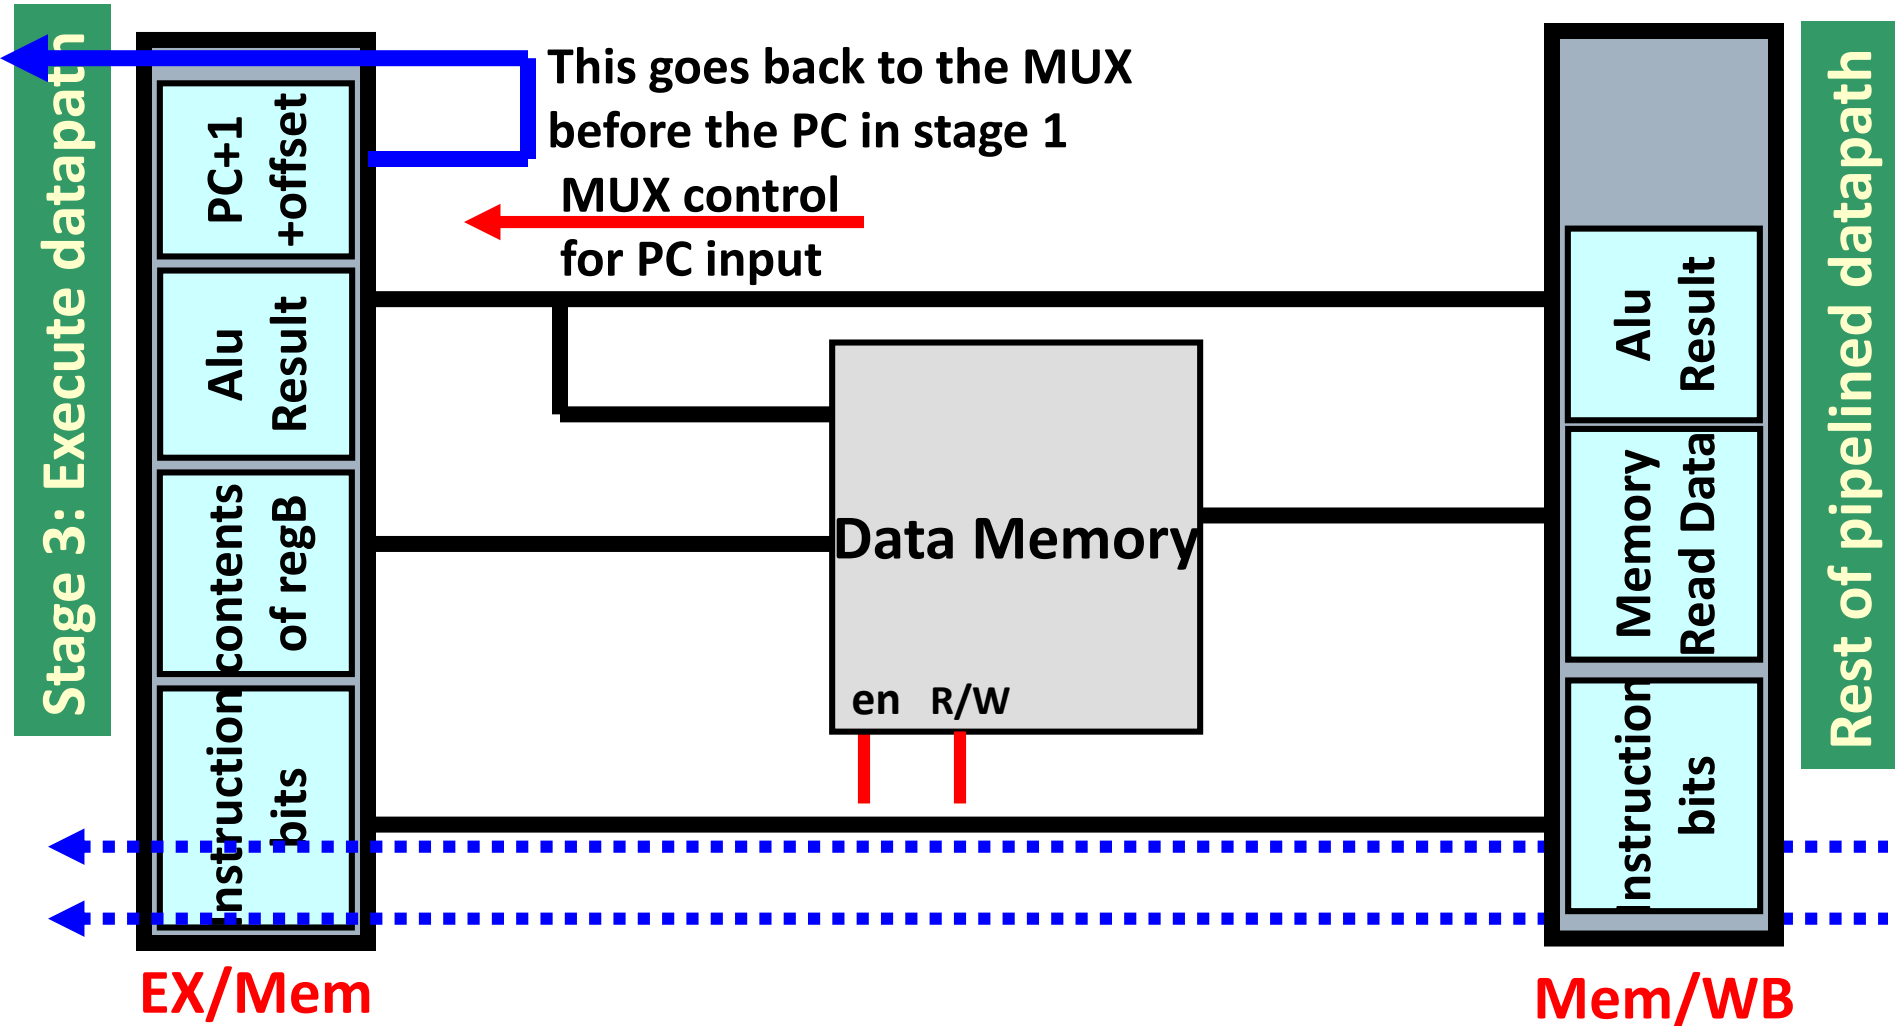 Stage 3: Execute datapath
PC+1
+offset
Alu
Result
contents
of regB
Instruction
bits
EX/Mem
This goes back to the MUX
before the PC in stage 1
MUX control
for PC input
Data Memory
en R/W
Alu
Result
Memory
Read Data
Instruction
bits
Mem/WB
Rest of pipelined datapath